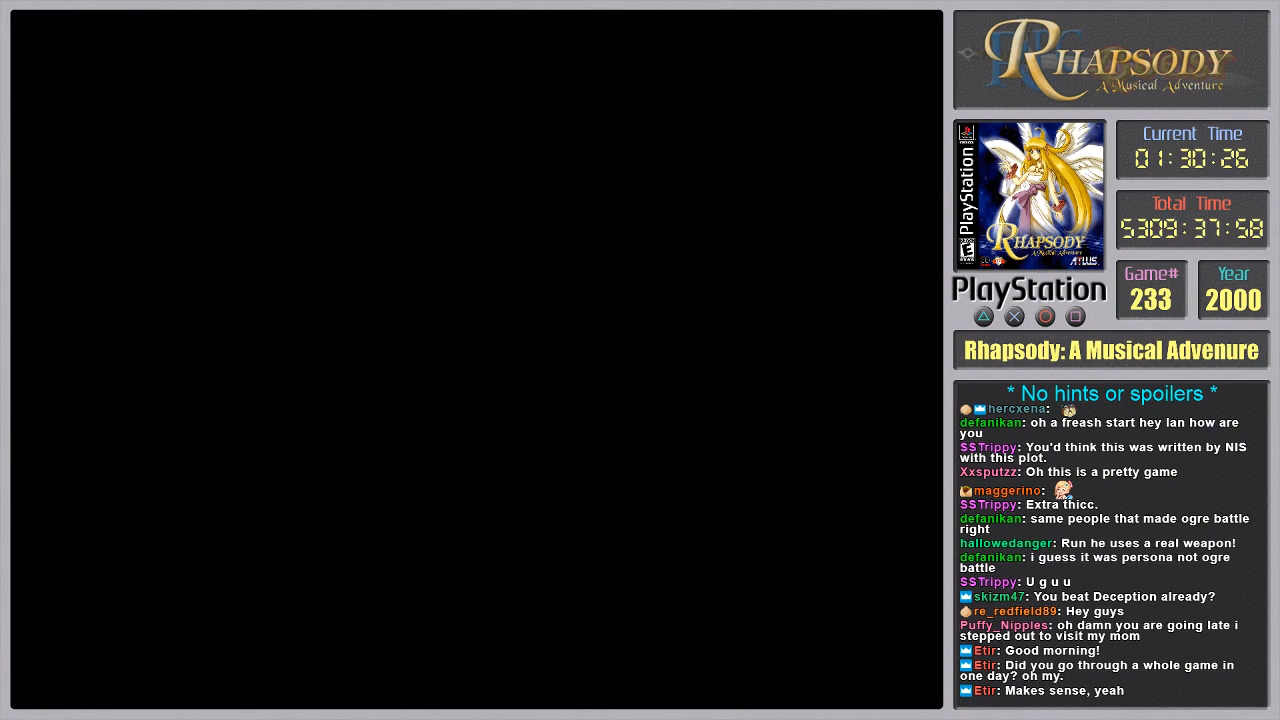 RHAPSODY
A Musical Adventure
PlayStation
RHAPSODY
A Musical Adventure
ATLUS
E
PlayStation
Current Time
01:30:26
Total Time
5309:37:58
Game#
233
Year
2000
Rhapsody: A Musical Advenure
* No hints or spoilers *
hercxena:
defanikan: oh a freash start hey lan how are
you
SSTrippy: You'd think this was written by NIS
with this plot.
Xxsputzz: Oh this is a pretty game
maggerino:
SSTrippy: Extra thicc.
defanikan: same people that made ogre battle
right
hallowedanger: Run he uses a real weapon!
defanikan: i guess it was persona not ogre
battle
SSTrippy: U g u u
skizm47: You beat Deception already?
re_redfield89: Hey guys
Puffy_Nipples: oh damn you are going late i
stepped out to visit my mom
Etir: Good morning!
Etir: Did you go through a whole game in
one day? oh my.
Etir: Makes sense, yeah